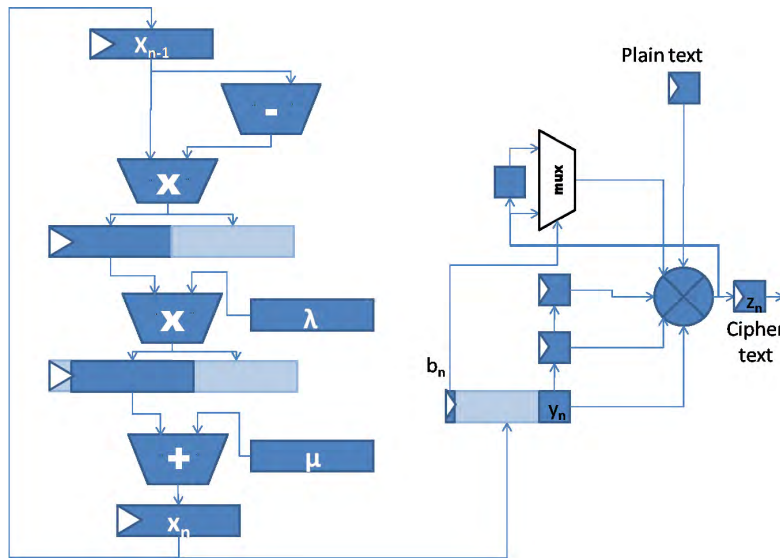 Xn-1
-
x
x
λ
+
μ
xn
Plain text
mux
zn
Cipher
text
bn
yn